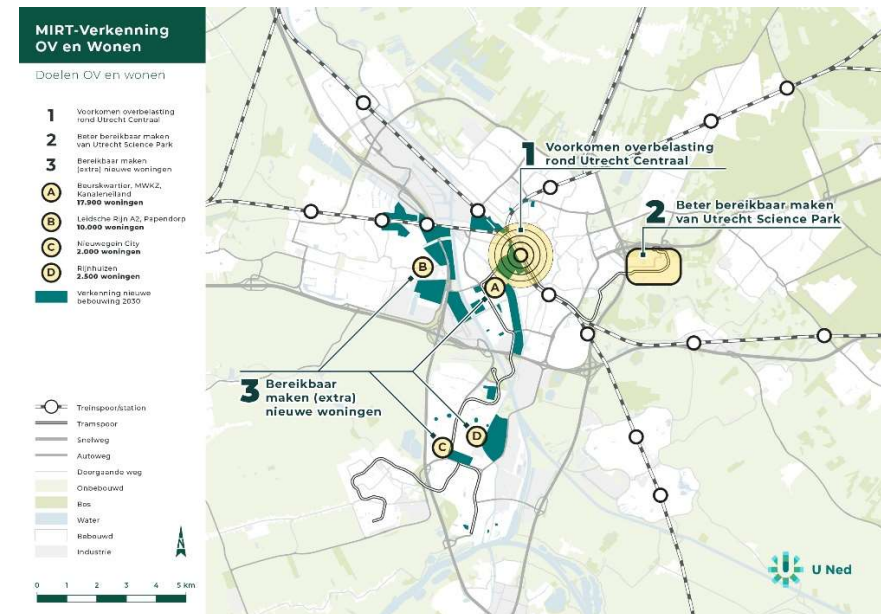 MIRT-Verkenning
OV en Wonen
Doelen OV en wonen
1 Voorkomen overbelasting
rond Utrecht Centraal
2 Beter bereikbaar maken
van Utrecht Science Park
3 Bereikbaar maken
(extra) nieuwe woningen
A Beurskwartier, MWKZ,
Kanaleneiland
17.900 woningen
B Leidsche Rijn A2, Papendorp
10.000 woningen
C Nieuwegein City
2.000 woningen
D Rijnhuizen
2.500 woningen
Verkenning nieuwe
bebouwing 2030
Treinspoor/station
Tramspoor
Snelweg
Autoweg
Doorgaande weg
Onbebouwd
Bos
Water
Bebouwd
Industrie
N
0 1 2 3 4 5 km
1 Voorkomen overbelasting
rond Utrecht Centraal
2 Beter bereikbaar maken
van Utrecht Science Park
B
A
3 Bereikbaar
maken (extra)
nieuwe woningen
C
D
U Ned